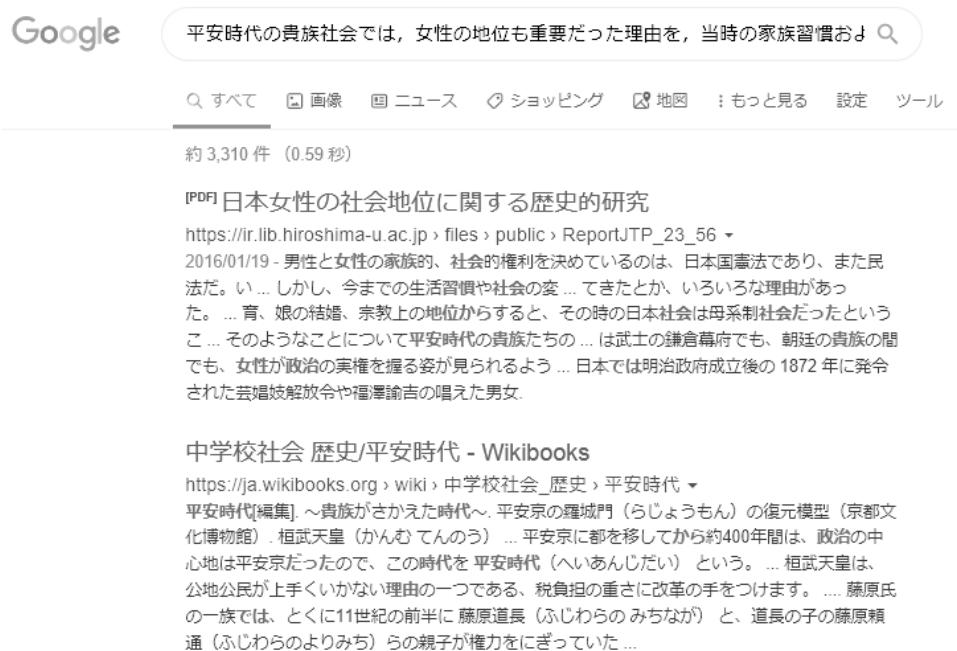 Google
平安時代の貴族社会では，女性の地位も重要だった理由を，当時の家族習慣およ
すべて 画像 ニュース ショッピング 地図 もっと見る 設定 ツール
約 3,310 件 （0.59 秒）
[PDF] 日本女性の社会地位に関する歴史的研究
https://ir.lib.hiroshima-u.ac.jp › files › public › ReportJTP_23_56
2016/01/19 - 男性と女性の家族的、社会的権利を決めているのは、日本国憲法であり、また民
法だ。い ... しかし、今までの生活習慣や社会の変 ... てきたとか、いろいろな理由があっ
た。 ... 育、娘の結婚、宗教上の地位からすると、その時の日本社会は母系制社会だったという
こ ... そのようなことについて平安時代の貴族たちの ... は武士の鎌倉幕府でも、朝廷の貴族の間
でも、女性が政治の実権を握る姿が見られるよう ... 日本では明治政府成立後の 1872 年に発令
された芸娼妓解放令や福澤諭吉の唱えた男女.
中学校社会 歴史/平安時代 - Wikibooks
https://ja.wikibooks.org › wiki › 中学校社会_歴史 › 平安時代
平安時代[編集]. ～貴族がさかえた時代～. 平安京の羅城門（らじょうもん）の復元模型（京都文
化博物館）. 桓武天皇（かんむ てんのう） ... 平安京に都を移してから約400年間は、政治の中
心地は平安京だったので、この時代を 平安時代（へいあんじだい） という。 ... 桓武天皇は、
公地公民が上手くいかない理由の一つである、税負担の重さに改革の手をつけます。 .... 藤原氏
の一族では、とくに11世紀の前半に 藤原道長（ふじわらの みちなが） と、道長の子の藤原頼
通（ふじわらのよりみち）らの親子が権力をにぎっていた ...